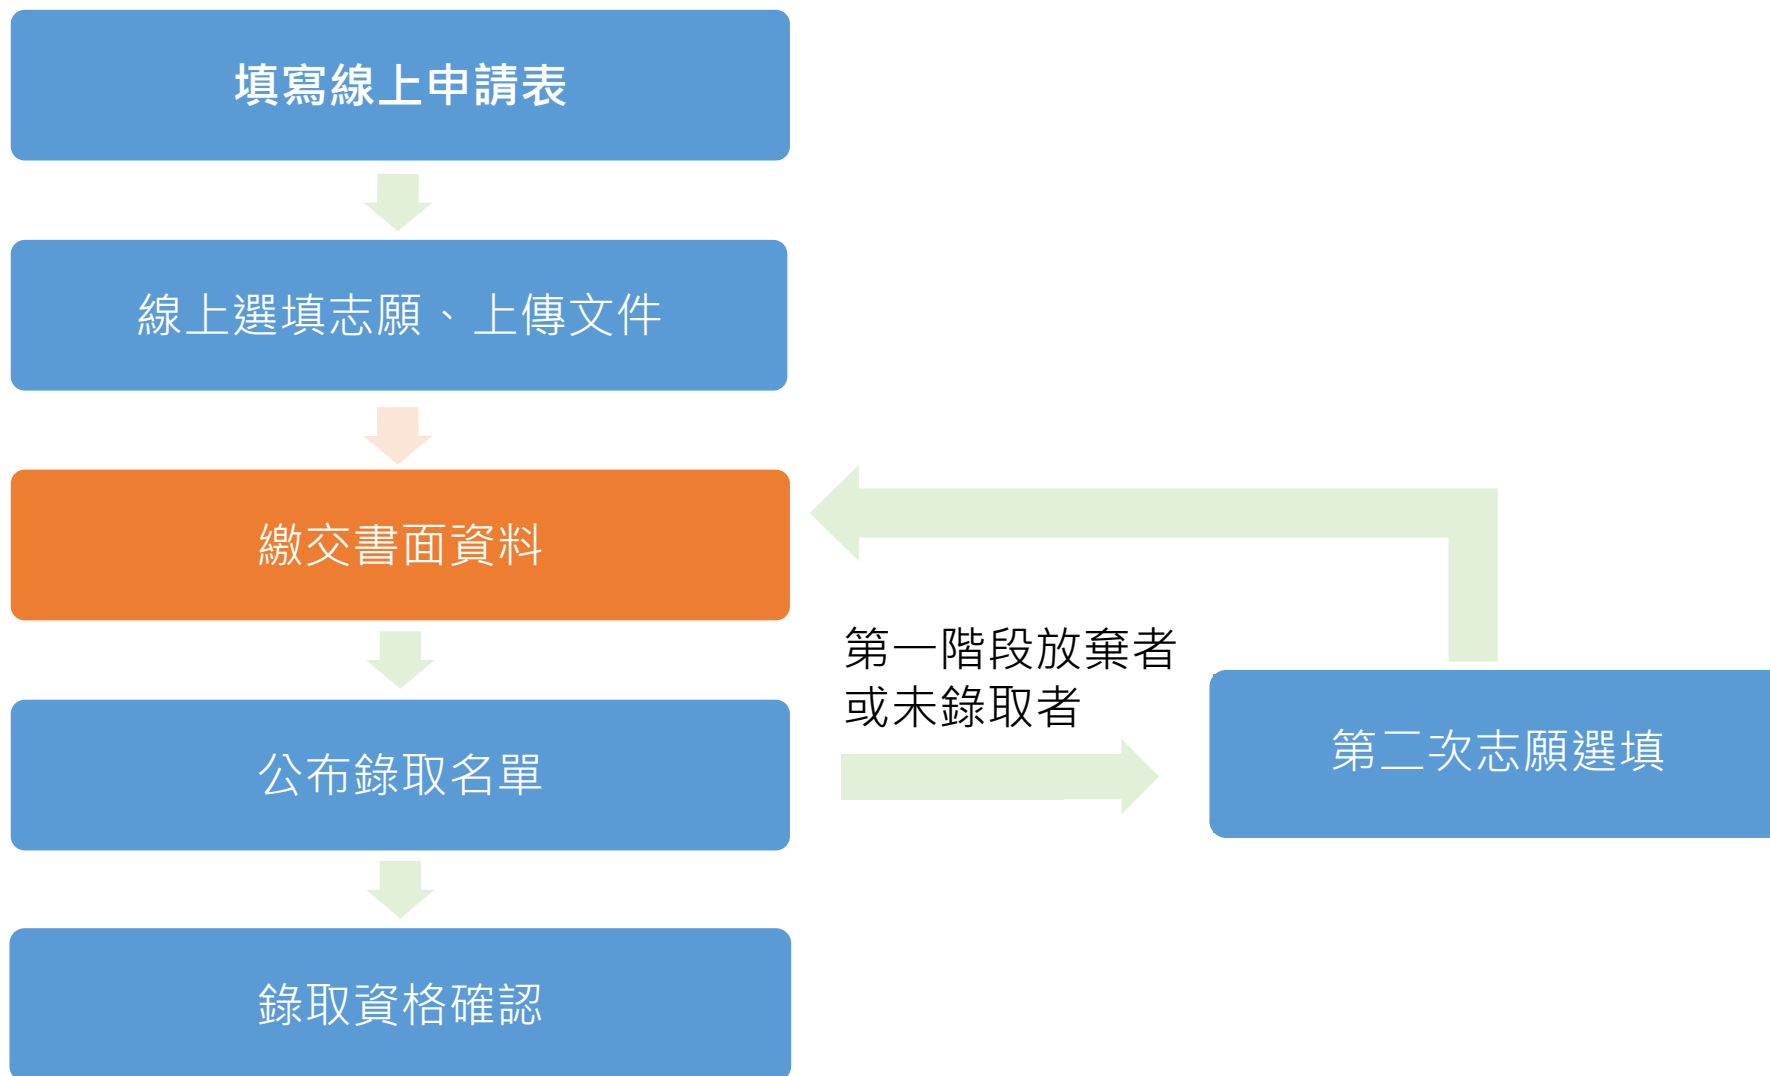 填寫線上申請表
線上選填志願、上傳文件
繳交書面資料
第一階段放棄者
或未錄取者
第二次志願選填
公布錄取名單
錄取資格確認